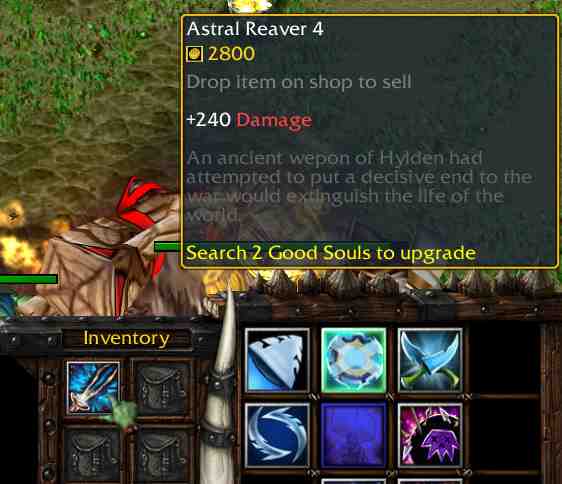 Astral Reaver 4
2800
Drop item on shop to sell
+240 Damage
An ancient wepon of Hylden had
attempted to put a decisive end to the
war would extinguish the life of the
world.
Search 2 Good Souls to upgrade
Inventory